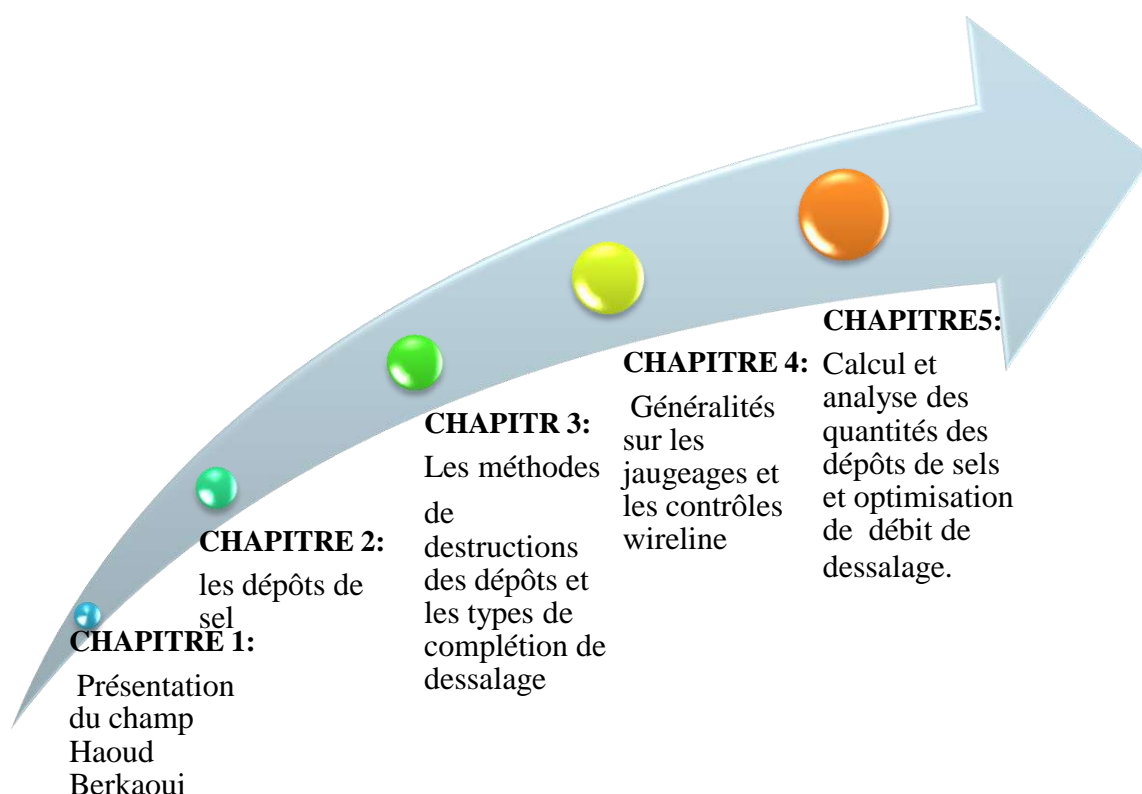 CHAPITRE 1:
Présentation
du champ
Haoud
Berkaoui
CHAPITRE 2:
les dépôts de
sel
CHAPITR 3:
Les méthodes
de
destructions
des dépôts et
les types de
complétion de
dessalage
CHAPITRE 4:
Généralités
sur les
jaugeages et
les contrôles
wireline
CHAPITRE5:
Calcul et
analyse des
quantités des
dépôts de sels
et optimisation
de débit de
dessalage.